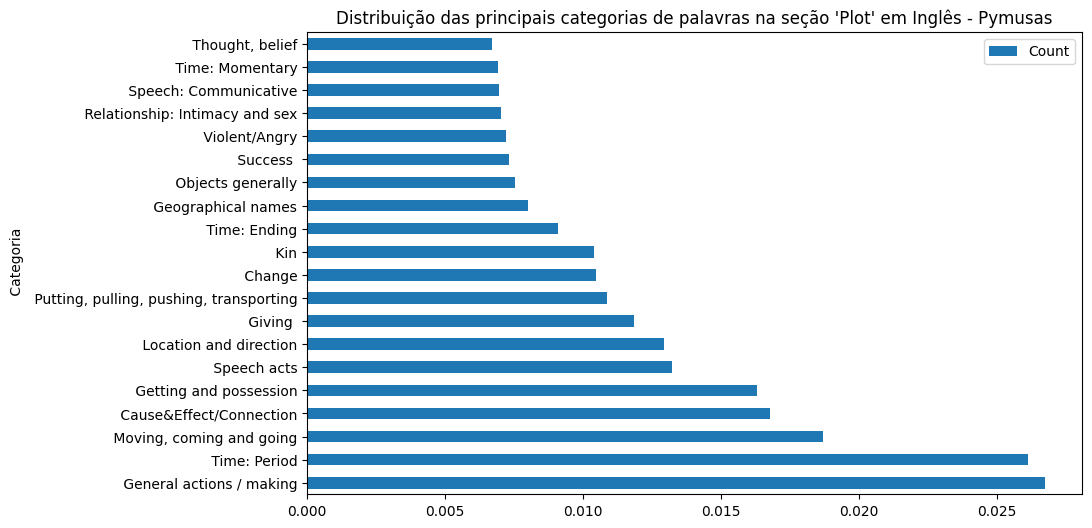 Distribuição das principais categorias de palavras na seção 'Plot' em Inglês - Pymusas
Count
Categoria
Thought, belief
Time: Momentary
Speech: Communicative
Relationship: Intimacy and sex
Violent/Angry
Success
Objects generally
Geographical names
Time: Ending
Kin
Change
Putting, pulling, pushing, transporting
Giving
Location and direction
Speech acts
Getting and possession
Cause&Effect/Connection
Moving, coming and going
Time: Period
General actions / making
0.000 0.005 0.010 0.015 0.020 0.025